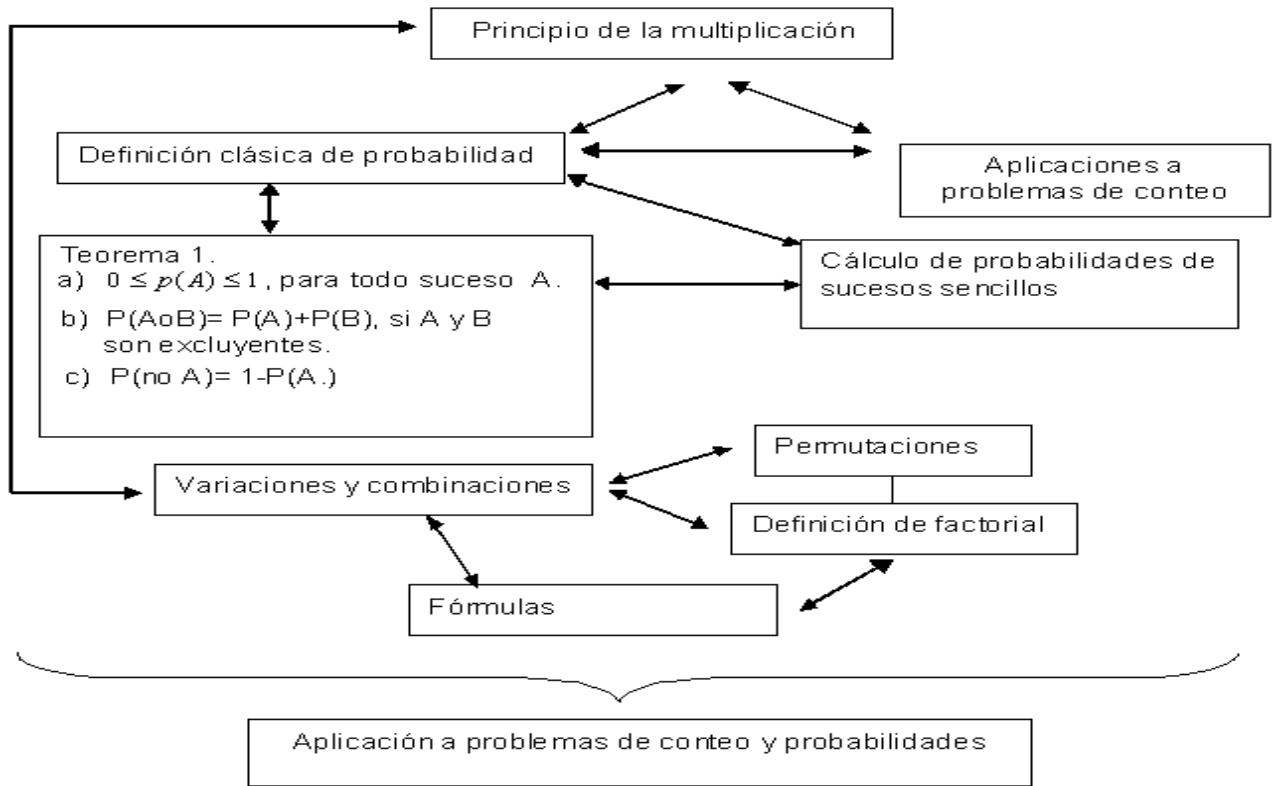 Principio de la multiplicación
Definición clásica de probabilidad
Aplicaciones a
problemas de conteo
Teorema 1.
a) 0 ≤ p(A) ≤ 1, para todo suceso A.
b) P(AoB)= P(A)+P(B), si A y B
son excluyentes.
c) P(no A)= 1-P(A.)
Cálculo de probabilidades de
sucesos sencillos
Variaciones y combinaciones
Permutaciones
Definición de factorial
Fórmulas
Aplicación a problemas de conteo y probabilidades